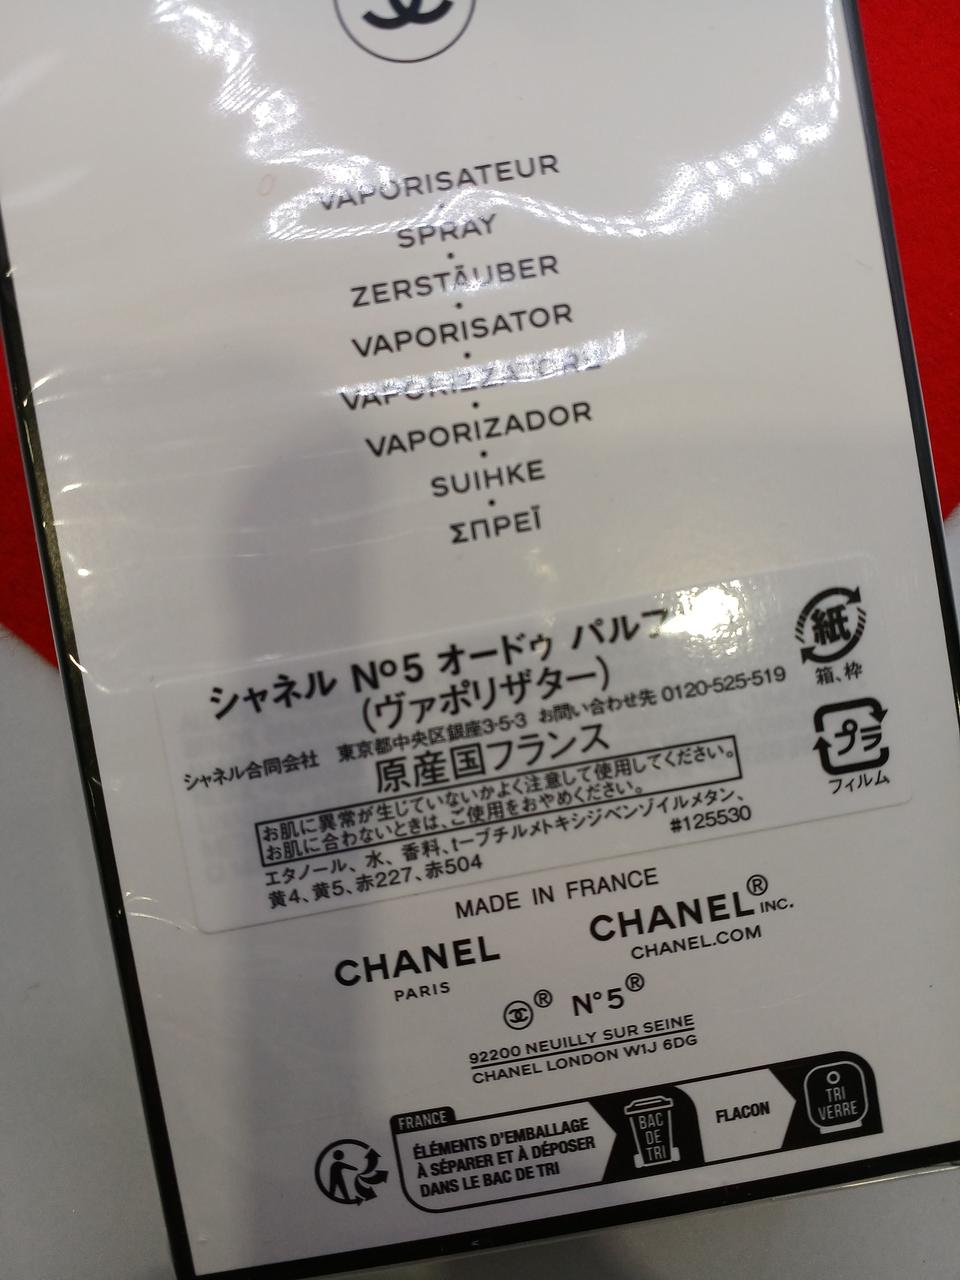 VAPORISATEUR
SPRAY
ZERSTÄUBER
VAPORISATOR
VAPORIZZATORE
VAPORIZADOR
SUIHKE
ΣΠΡΕΪ
シャネル Nº5 オードゥ パルフ
(ヴァポリザター)
シャネル合同会社 東京都中央区銀座3-5-3 お問い合わせ先 0120-525-519
原産国フランス
お肌に異常が生じていないかよく注意して使用してください。
お肌に合わないときは、ご使用をおやめください。
エタノール、水、香料、t-ブチルメトキシジベンゾイルメタン、
黄4、黄5、赤227、赤504
#125530
紙
箱、枠
プラ
フィルム
MADE IN FRANCE
CHANEL
PARIS
CHANEL® INC.
CHANEL.COM
® N°5®
92200 NEUILLY SUR SEINE
CHANEL LONDON W1J 6DG
FRANCE
ÉLÉMENTS D'EMBALLAGE
À SÉPARER ET À DÉPOSER
DANS LE BAC DE TRI
BAC
DE
TRI
FLACON
TRI
VERRE